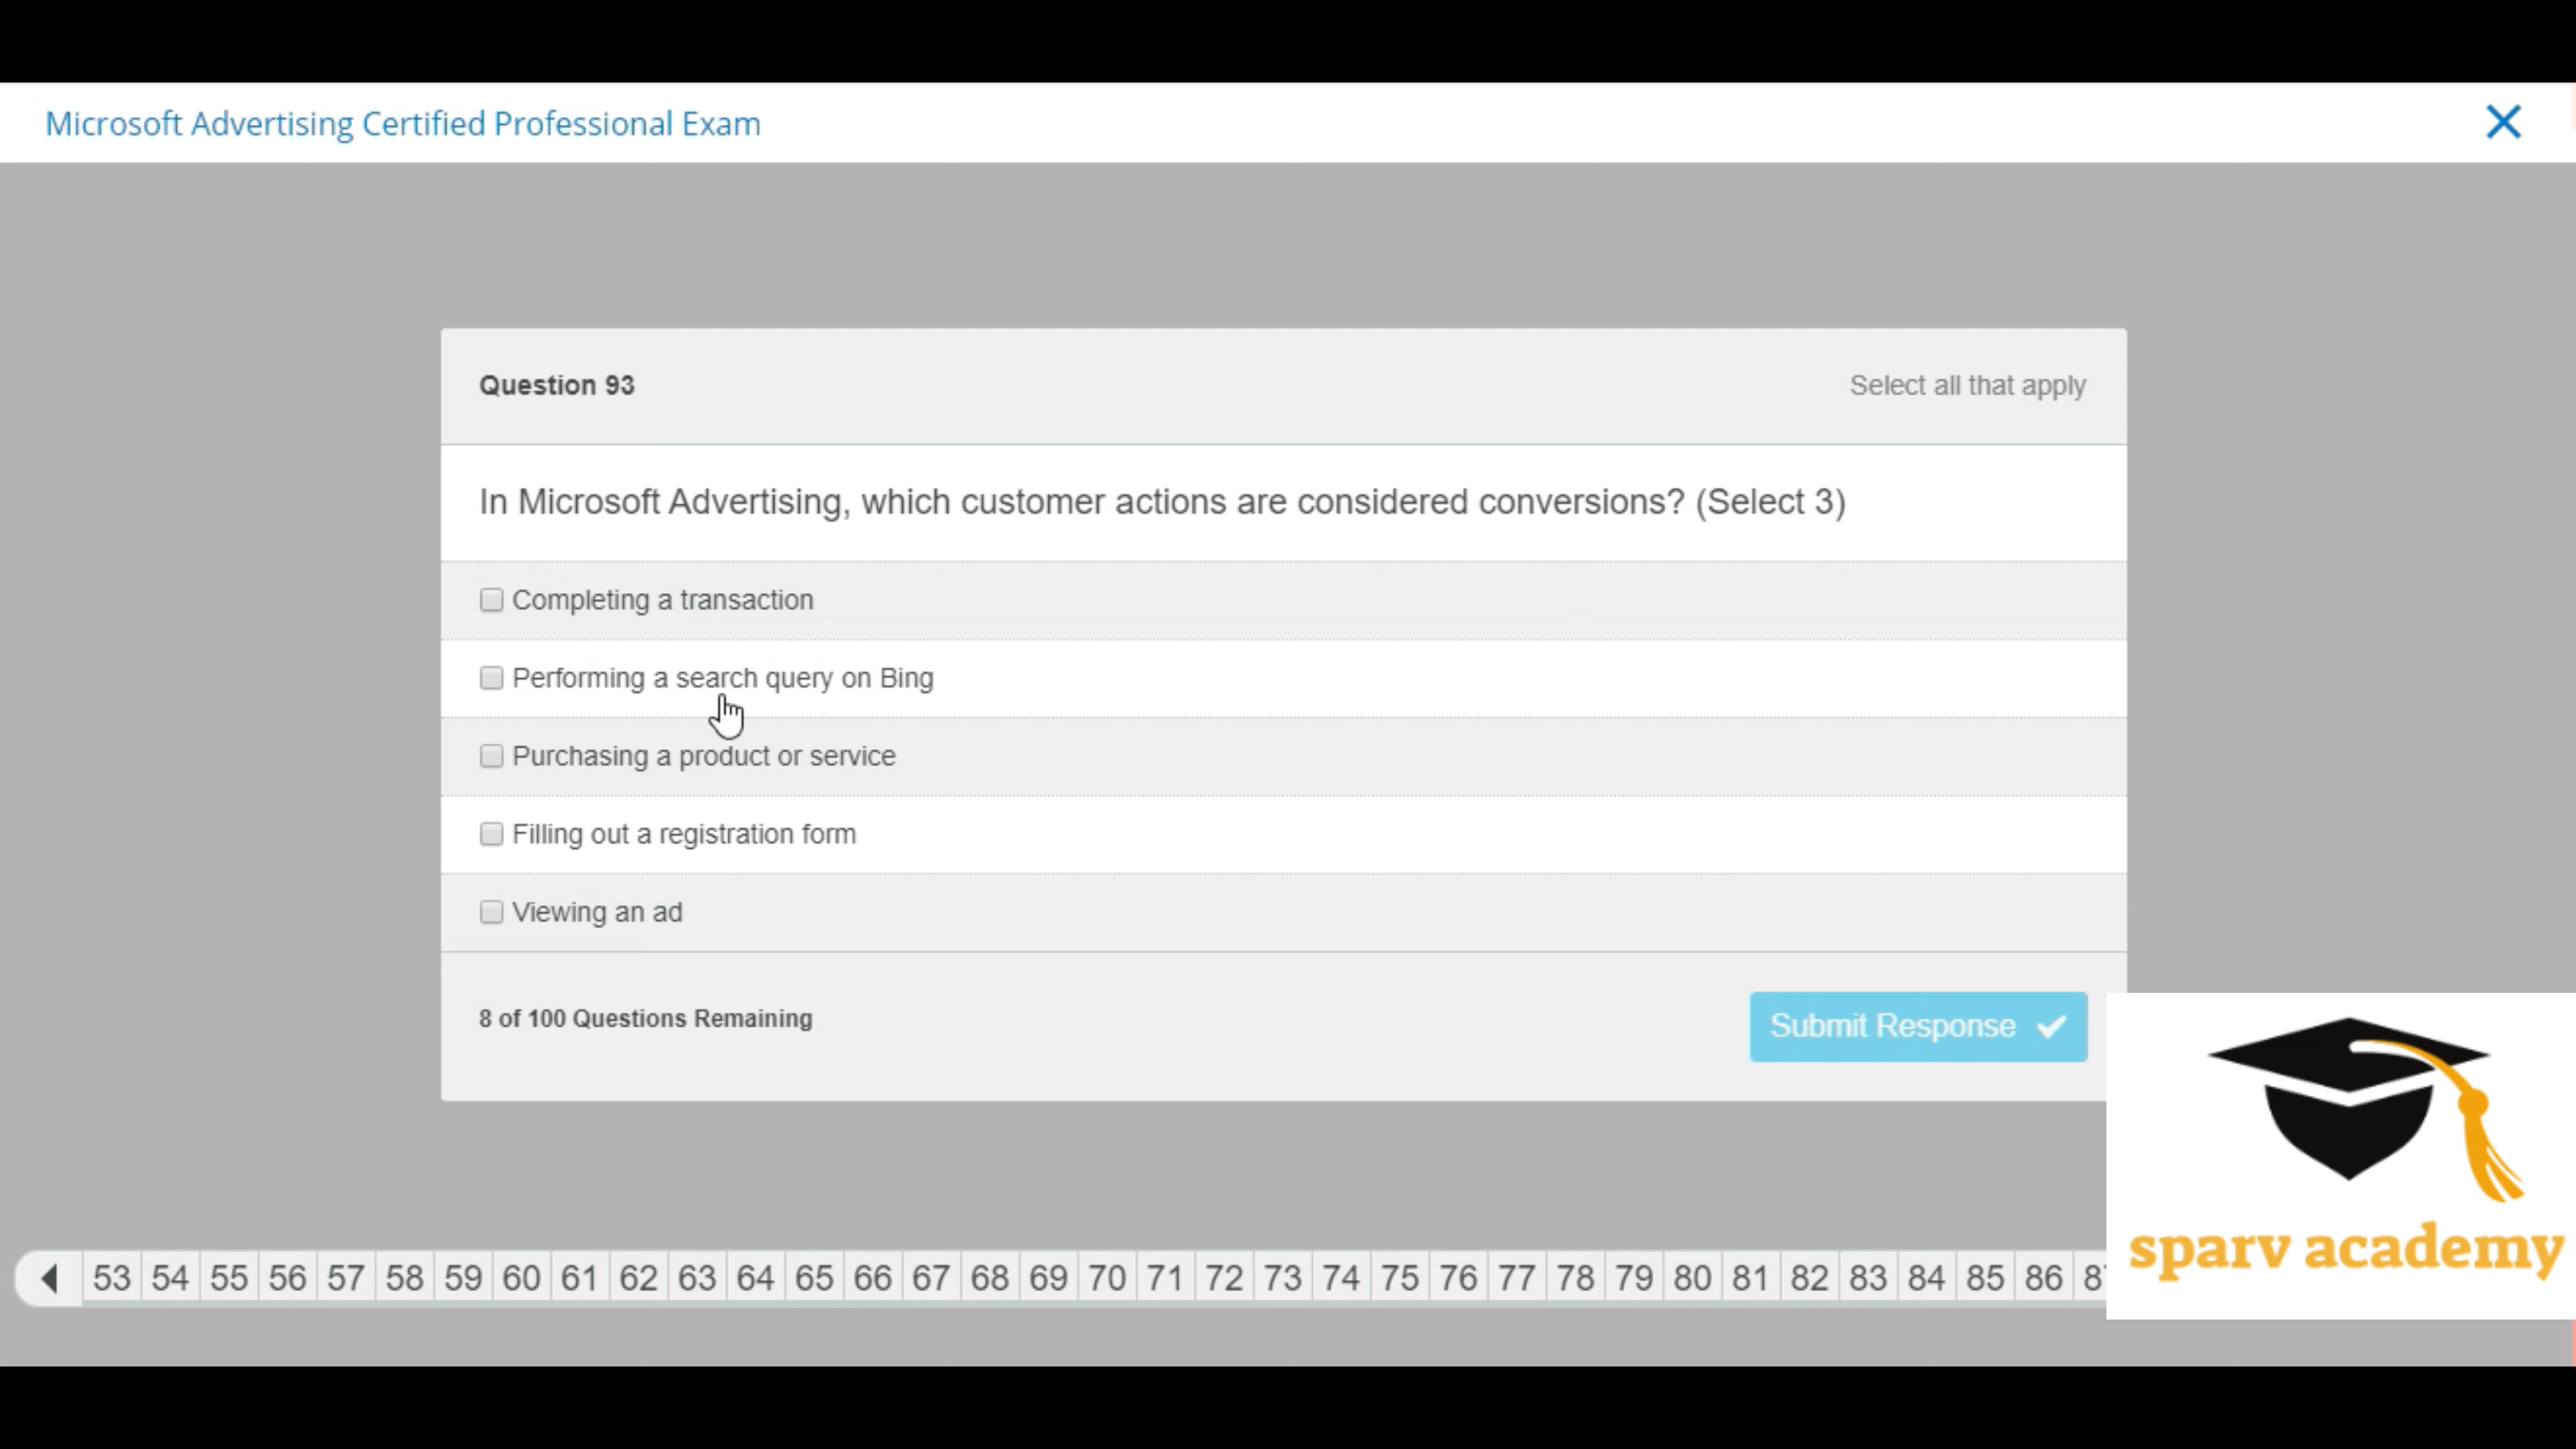 Microsoft Advertising Certified Professional Exam
Question 93
Select all that apply
In Microsoft Advertising, which customer actions are considered conversions? (Select 3)
Completing a transaction
Performing a search query on Bing
Purchasing a product or service
Filling out a registration form
Viewing an ad
8 of 100 Questions Remaining
Submit Response
sparv academy
53 54 55 56 57 58 59 60 61 62 63 64 65 66 67 68 69 70 71 72 73 74 75 76 77 78 79 80 81 82 83 84 85 86